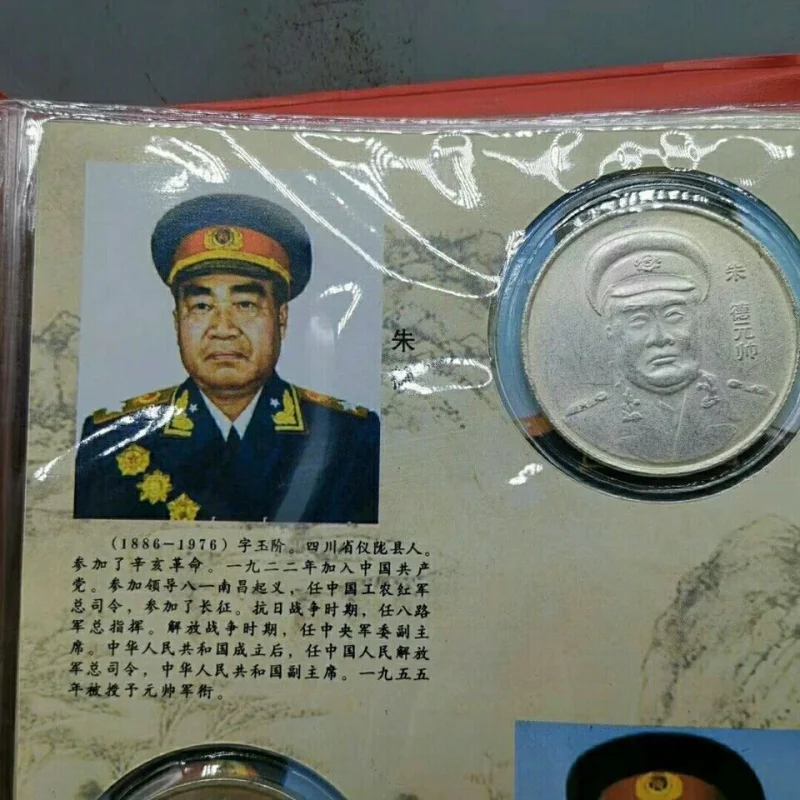 朱
朱
德元帅
(1886－1976)字玉阶。四川省仪陇县人。
参加了辛亥革命。一九二二年加入中国共产
党。参加领导八一南昌起义，任中国工农红军
总司令，参加了长征。抗日战争时期，任八路
军总指挥。解放战争时期，任中央军委副主
席。中华人民共和国成立后，任中国人民解放
军总司令，中华人民共和国副主席。一九五五
年被授予元帅军衔。